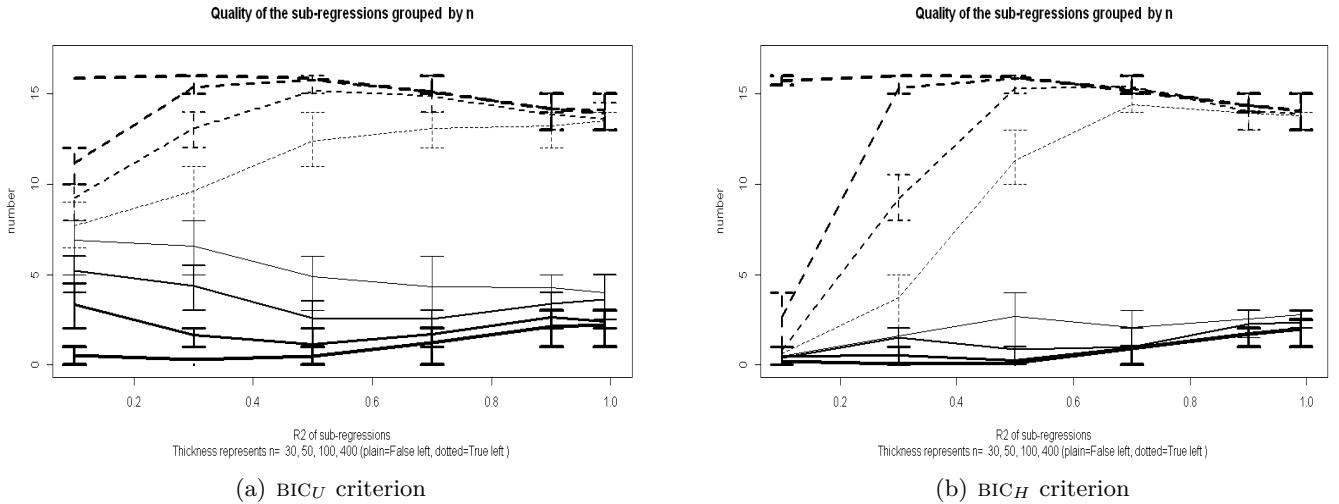 Quality of the sub-regressions grouped by n
number
0
5
10
15
0.2
0.4
0.6
0.8
1.0
R2 of sub-regressions
Thickness represents n= 30, 50, 100, 400 (plain=False left, dotted=True left )
(a) BICU criterion
Quality of the sub-regressions grouped by n
number
0
5
10
15
0.2
0.4
0.6
0.8
1.0
R2 of sub-regressions
Thickness represents n= 30, 50, 100, 400 (plain=False left, dotted=True left )
(b) BICH criterion